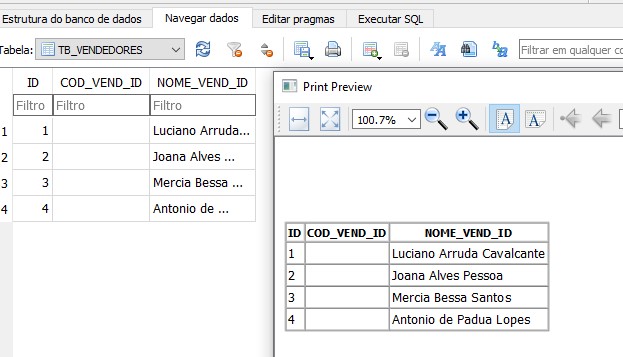 Estrutura do banco de dados Navegar dados Editar pragmas Executar SQL
Tabela: TB_VENDEDORES Filtrar em qualquer co
ID COD_VEND_ID NOME_VEND_ID
Filtro Filtro Filtro
1 1 Luciano Arruda...
2 2 Joana Alves ...
3 3 Mercia Bessa ...
4 4 Antonio de ...
Print Preview
100.7%
ID COD_VEND_ID NOME_VEND_ID
1 Luciano Arruda Cavalcante
2 Joana Alves Pessoa
3 Mercia Bessa Santos
4 Antonio de Padua Lopes